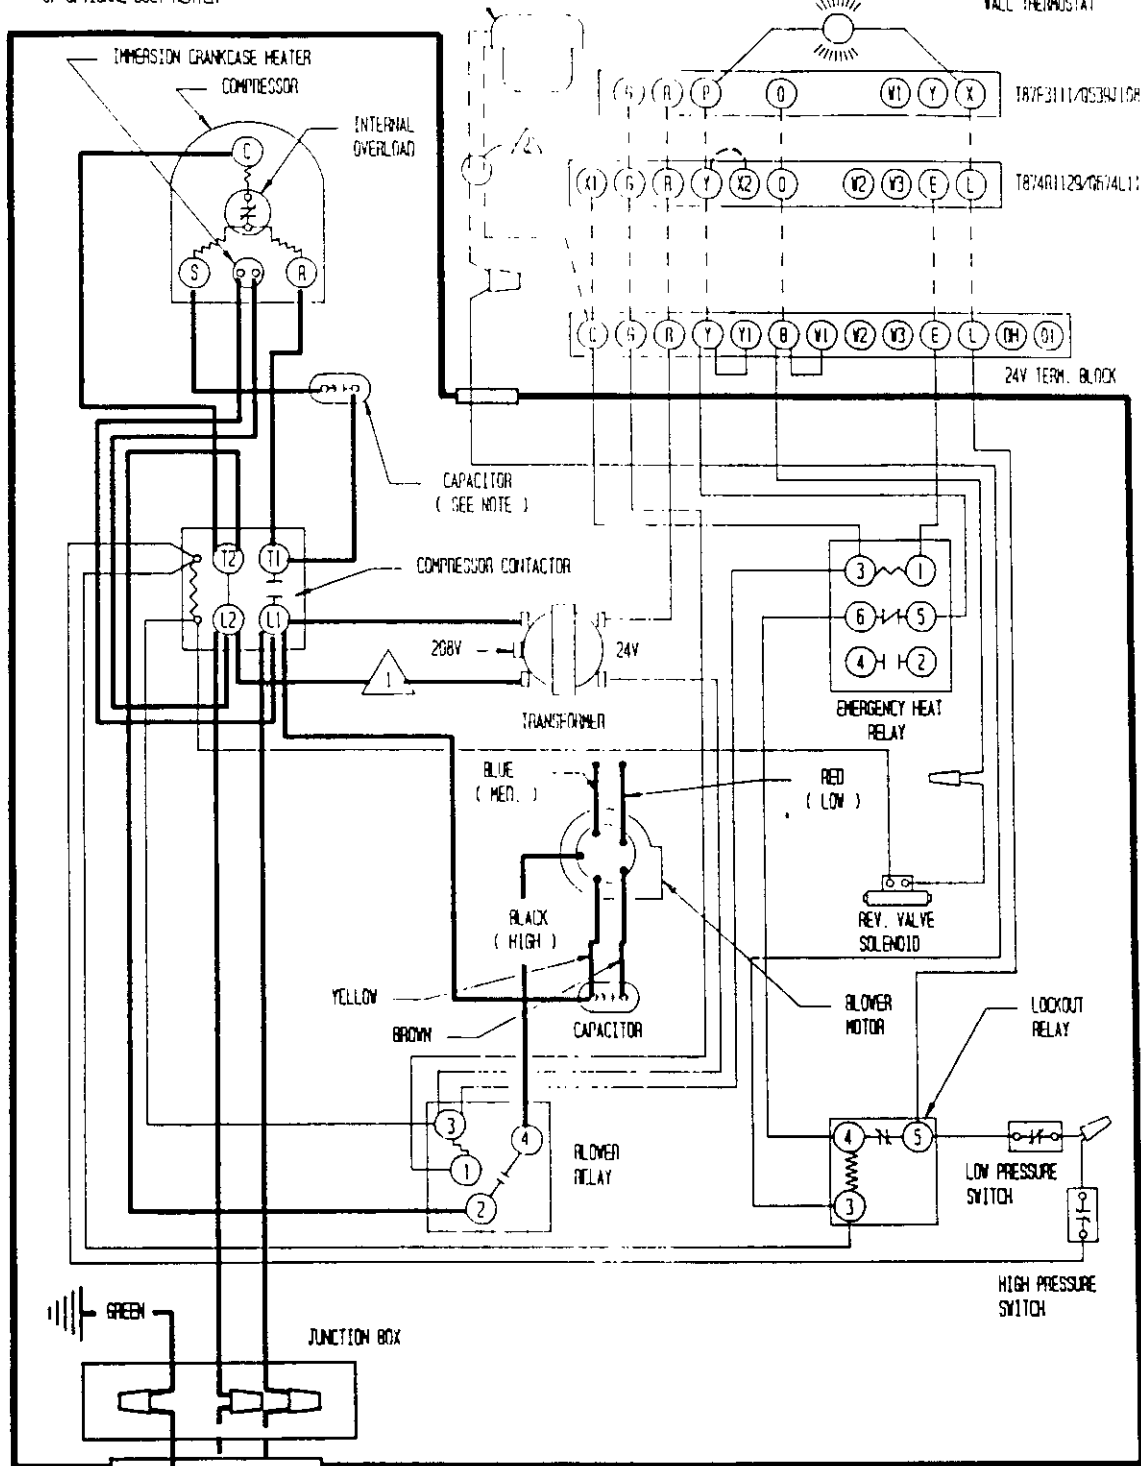 WALL THERMOSTAT
IMMERSION CRANKCASE HEATER
COMPRESSOR
INTERNAL
OVERLOAD
C
S
R
G R P O W1 Y X
X1 G R Y X2 O W2 W3 E L
C G R Y Y1 B W1 W2 W3 E L
24V TERM. BLOCK
CAPACITOR
( SEE NOTE )
T2 T1
COMPRESSOR CONTACTOR
L2 L1
208V
24V
1
TRANSFORMER
3 1
6 5
4 2
EMERGENCY HEAT
RELAY
BLUE
( MED. )
RED
( LOW )
BLACK
( HIGH )
REV. VALVE
SOLENOID
YELLOW
BROWN
CAPACITOR
BLOWER
MOTOR
LOCKOUT
RELAY
3
4
1
2
BLOWER
RELAY
4 5
3
LOW PRESSURE
SWITCH
HIGH PRESSURE
SWITCH
GREEN
JUNCTION BOX